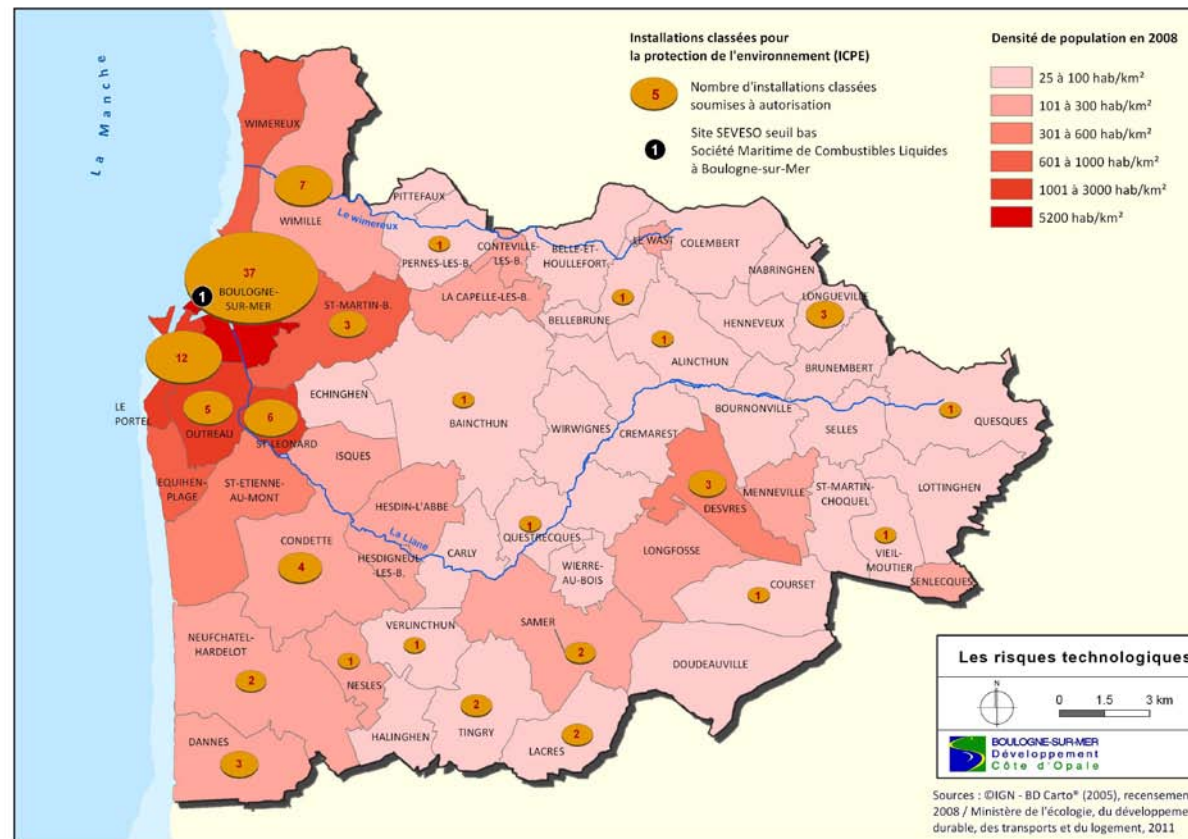 Installations classées pour
la protection de l'environnement (ICPE)
5
Nombre d'installations classées
soumises à autorisation
1
Site SEVESO seuil bas
Société Maritime de Combustibles Liquides
à Boulogne-sur-Mer
Densité de population en 2008
25 à 100 hab/km²
101 à 300 hab/km²
301 à 600 hab/km²
601 à 1000 hab/km²
1001 à 3000 hab/km²
5200 hab/km²
La Manche
WIMEREUX
7
WIMILLE
Le wimereux
PITTEFAUX
1
PERNES-LES-B.
CONTEVILLE-
LES-B.
BELLE-ET-
HOULLEFORT
LE WAST
COLEMBERT
NABRINGHEN
LONGUEVILLE
3
37
BOULOGNE-
SUR-MER
1
ST-MARTIN-B.
3
LA CAPELLE-LES-B.
1
BELLEBRUNE
HENNEVEUX
1
ALINCTHUN
BRUNEMBERT
12
LE
PORTEL
5
OUTREAU
6
ST-LEONARD
ECHINGHEN
1
BAINCTHUN
WIRWIGNES
CREMAREST
BOURNONVILLE
SELLES
1
QUESQUES
ISQUES
EQUIHEN-
PLAGE
ST-ETIENNE-
AU-MONT
HESDIN-L'ABBE
La Liane
3
DESVRES
MENNEVILLE
ST-MARTIN-
CHOQUEL
LOTTINGHEN
1
VIEIL-
MOUTIER
SENLECQUES
CONDETTE
4
HESDIGNEUL-
LES-B.
CARLY
1
QUESTRECQUES
WIERRE-
AU-BOIS
LONGFOSSE
COURSET
1
NEUFCHATEL-
HARDELOT
2
1
NESLES
VERLINCTHUN
1
SAMER
2
DOUDEAUVILLE
DANNES
3
HALINGHEN
2
TINGRY
2
LACRES
Les risques technologiques
N
0 1.5 3 km
BOULOGNE-SUR-MER
Développement
Côte d'Opale
Sources : ©IGN - BD Carto® (2005), recensemen
2008 / Ministère de l'écologie, du développeme
durable, des transports et du logement, 2011